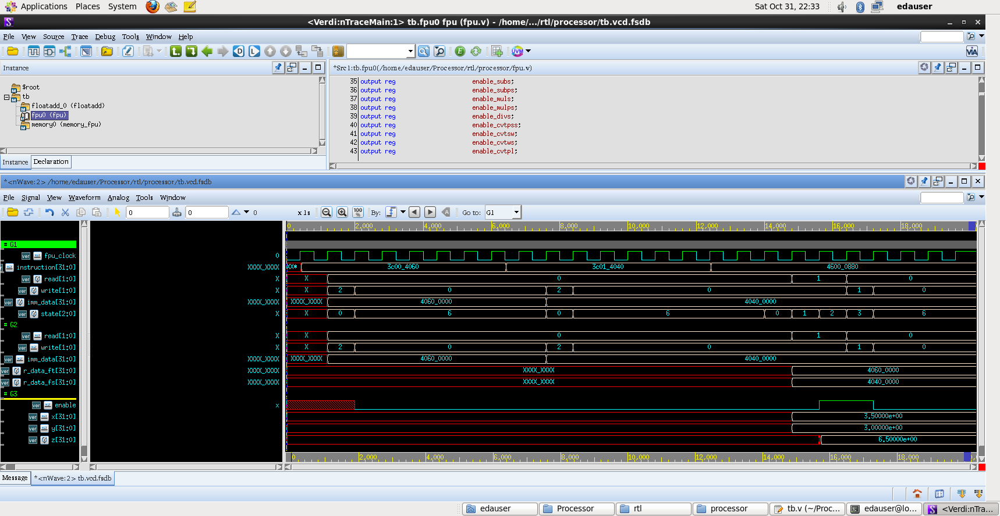 Applications Places System
Sat Oct 31, 22:33 edauser
<Verdi:nTraceMain:1> tb.fpu0 fpu (fpu.v) - /home/.../rtl/processor/tb.vcd.fsdb
File View Source Trace Debug Tools Window Help
UVM VIA
Instance
*Src1:tb.fpu0(/home/edauser/Processor/rtl/processor/fpu.v)
$root
tb
floatadd_0 (floatadd)
fpu0 (fpu)
memory0 (memory_fpu)
Instance Declaration
35 output reg enable_subs;
36 output reg enable_subps;
37 output reg enable_muls;
38 output reg enable_mulps;
39 output reg enable_divs;
40 output reg enable_cvtpss;
41 output reg enable_cvtsw;
42 output reg enable_cvtws;
43 output reg enable_cvtpl;
*<nWave:2> /home/edauser/Processor/rtl/processor/tb.vcd.fsdb
File Signal View Waveform Analog Tools Window
0 0 0 x 1s 100 % By: Go to: G1
0 2,000 4,000 6,000 8,000 10,000 12,000 14,000 16,000 18,000
= G1
fpu_clock 0
instruction[31:0] XXXX_XXXX XX* 3c00_4060 3c01_4040 4600_0880
read[1:0] X X 0 1 0
write[1:0] X X 2 0 2 0 1 0
imm_data[31:0] XXXX_XXXX XXXX_XXXX 4060_0000 4040_0000
state[2:0] X X 0 6 0 6 0 1 2 3 6
= G2
read[1:0] X X 0 1 0
write[1:0] X X 2 0 2 0 1 0
imm_data[31:0] XXXX_XXXX XXXX_XXXX 4060_0000 4040_0000
r_data_ft[31:0] XXXX_XXXX XXXX_XXXX 4060_0000
r_data_fs[31:0] XXXX_XXXX XXXX_XXXX 4040_0000
= G3
enable x
x[31:0] 3.50000e+00
y[31:0] 3.00000e+00
z[31:0] 6.50000e+00
0 2,000 4,000 6,000 8,000 10,000 12,000 14,000 16,000 18,000
Message *<nWave:2> tb.vcd.fsdb
edauser Processor rtl processor tb.v (~/Proc... edauser@lo... <Verdi:nTra...